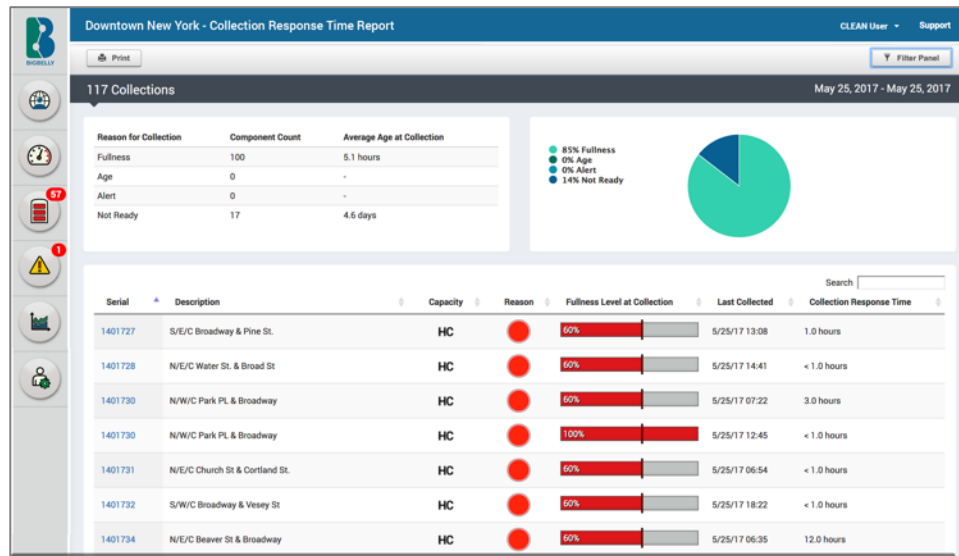 Downtown New York - Collection Response Time Report
CLEAN User
Support
BIGBELLY
Print
Filter Panel
117 Collections
May 25, 2017 - May 25, 2017
Reason for Collection Component Count Average Age at Collection
Fullness 100 5.1 hours
Age 0 -
Alert 0 -
Not Ready 17 4.6 days
85% Fullness
0% Age
0% Alert
14% Not Ready
57
1
Search
Serial Description Capacity Reason Fullness Level at Collection Last Collected Collection Response Time
1401727 S/E/C Broadway & Pine St. HC 60% 5/25/17 13:08 1.0 hours
1401728 N/E/C Water St. & Broad St HC 60% 5/25/17 14:41 < 1.0 hours
1401730 N/W/C Park PL & Broadway HC 60% 5/25/17 07:22 3.0 hours
1401730 N/W/C Park PL & Broadway HC 100% 5/25/17 12:45 < 1.0 hours
1401731 N/E/C Church St & Cortland St. HC 60% 5/25/17 06:54 < 1.0 hours
1401732 S/W/C Broadway & Vesey St HC 60% 5/25/17 18:22 < 1.0 hours
1401734 N/E/C Beaver St & Broadway HC 60% 5/25/17 06:35 12.0 hours